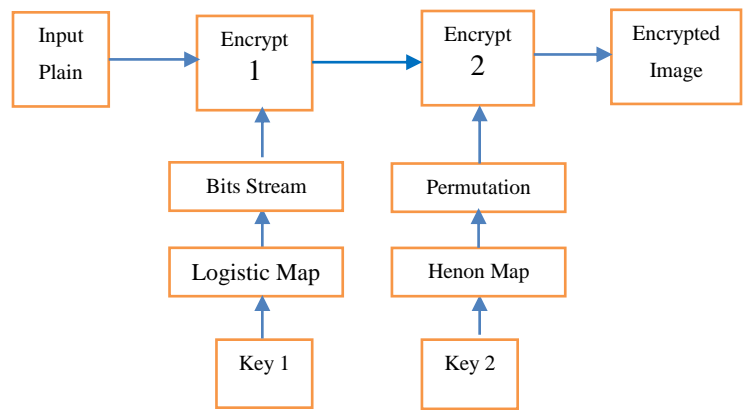 Input
Plain
Encrypt
1
Encrypt
2
Encrypted
Image
Bits Stream
Permutation
Logistic Map
Henon Map
Key 1
Key 2